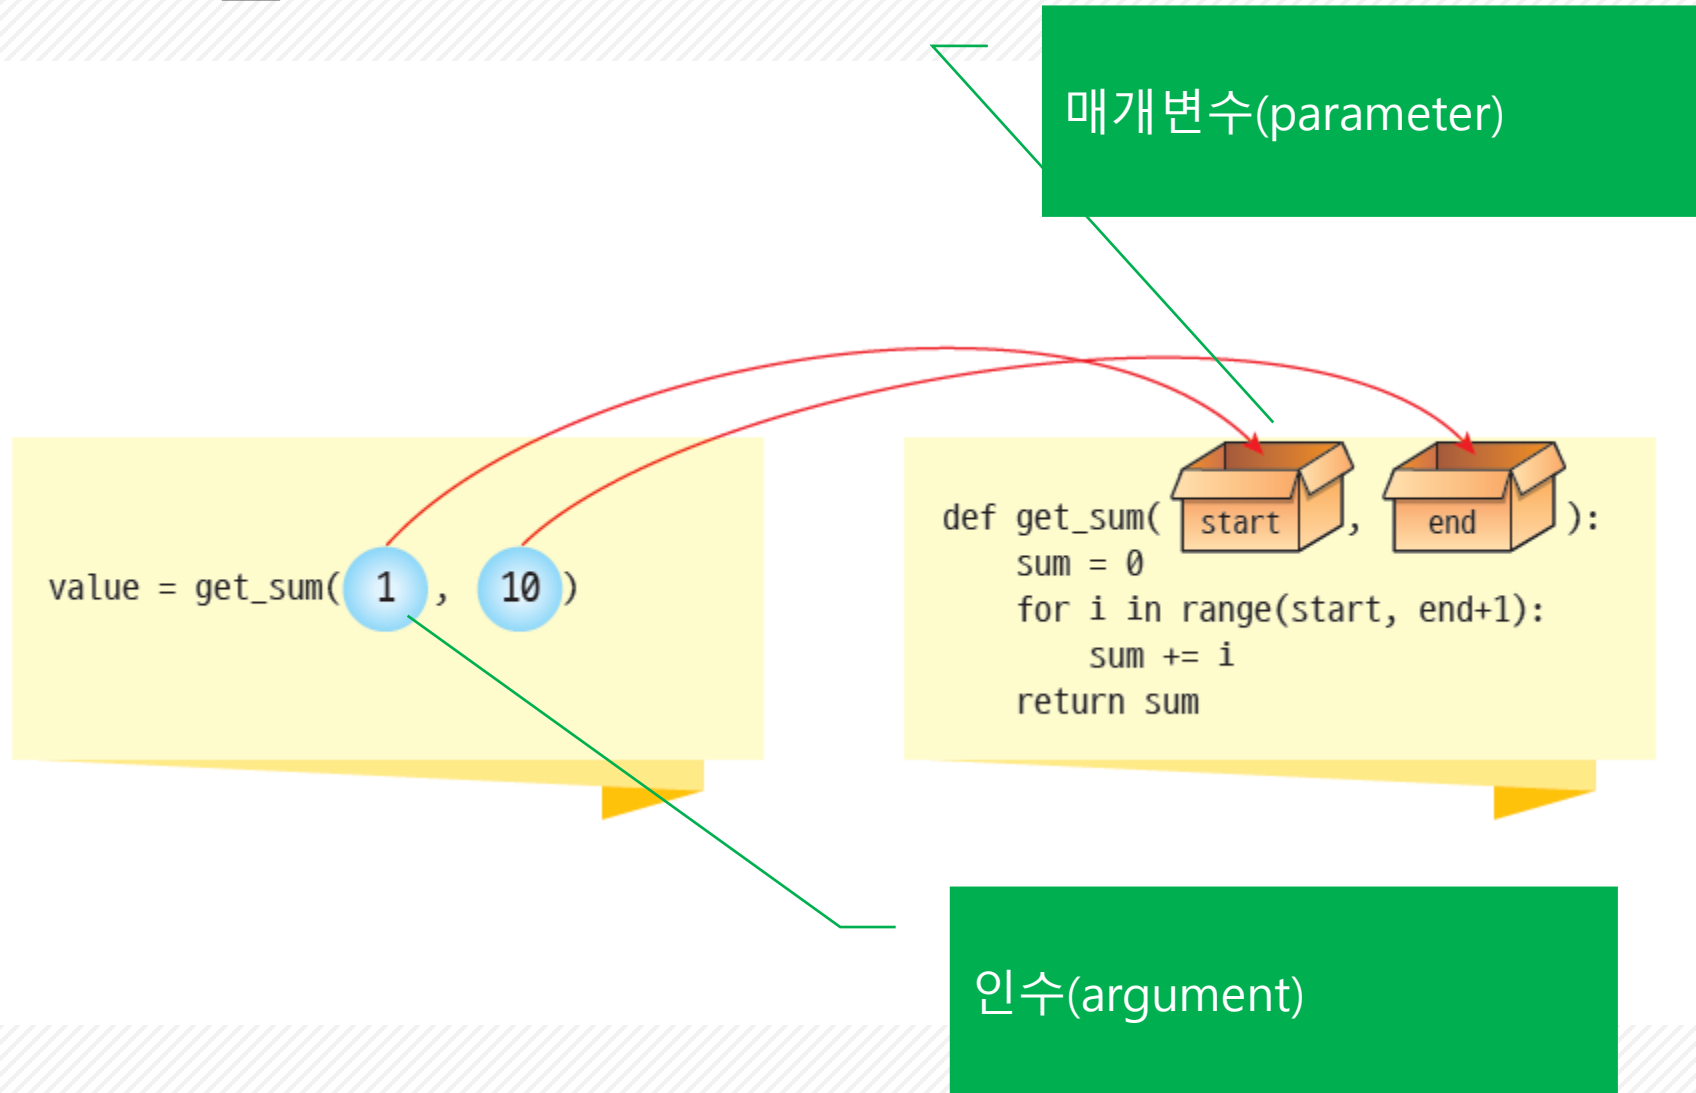 매개변수(parameter)
value = get_sum( 1 , 10 )
def get_sum( start , end ):
    sum = 0
    for i in range(start, end+1):
        sum += i
    return sum
인수(argument)